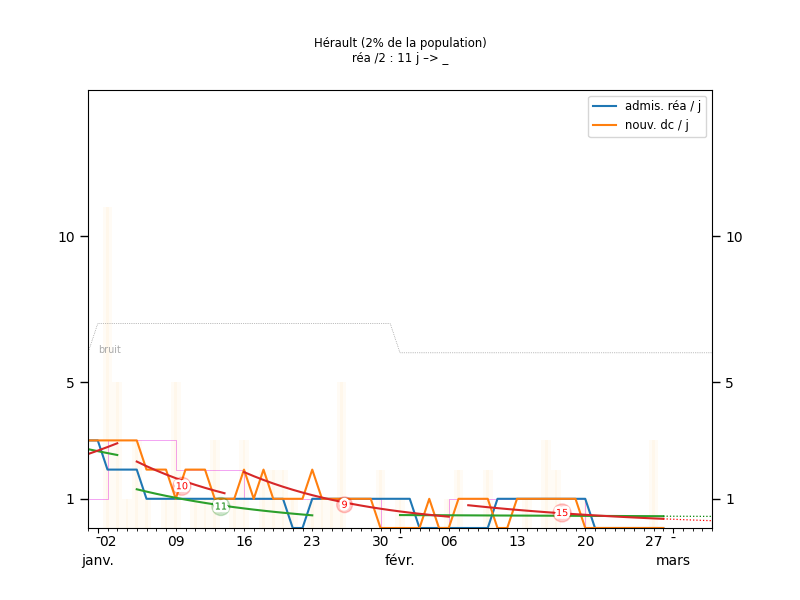 Hérault (2% de la population)
réa /2 : 11 j –> _
admis. réa / j
nouv. dc / j
10
10
bruit
5
5
10
11
9
15
1
1
02
09
16
23
30
06
13
20
27
janv.
févr.
mars